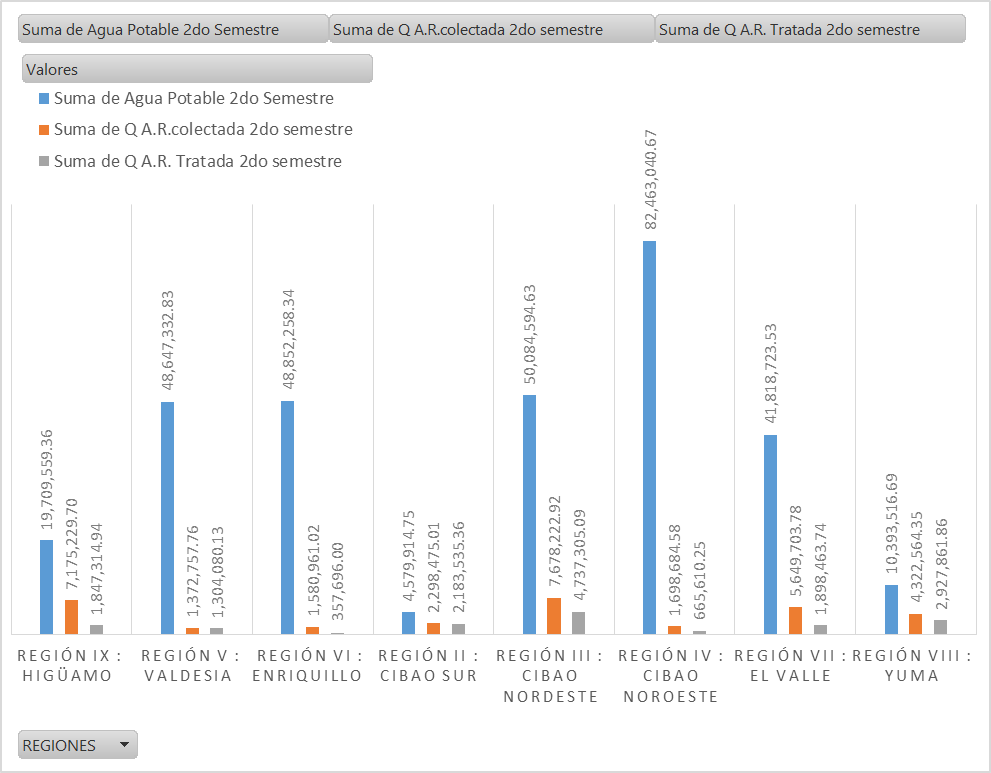 Suma de Agua Potable 2do Semestre
Suma de Q A.R.colectada 2do semestre
Suma de Q A.R. Tratada 2do semestre
Valores
Suma de Agua Potable 2do Semestre
Suma de Q A.R.colectada 2do semestre
Suma de Q A.R. Tratada 2do semestre
19,709,559.36
7,175,229.70
1,847,314.94
48,647,332.83
1,372,757.76
1,304,080.13
48,852,258.34
1,580,961.02
357,696.00
4,579,914.75
2,298,475.01
2,183,535.36
50,084,594.63
7,678,222.92
4,737,305.09
82,463,040.67
1,698,684.58
665,610.25
41,818,723.53
5,649,703.78
1,898,463.74
10,393,516.69
4,322,564.35
2,927,861.86
REGIÓN IX :
HIGÜAMO
REGIÓN V :
VALDESIA
REGIÓN VI :
ENRIQUILLO
REGIÓN II :
CIBAO SUR
REGIÓN III :
CIBAO
NORDESTE
REGIÓN IV :
CIBAO
NOROESTE
REGIÓN VII :
EL VALLE
REGIÓN VIII :
YUMA
REGIONES